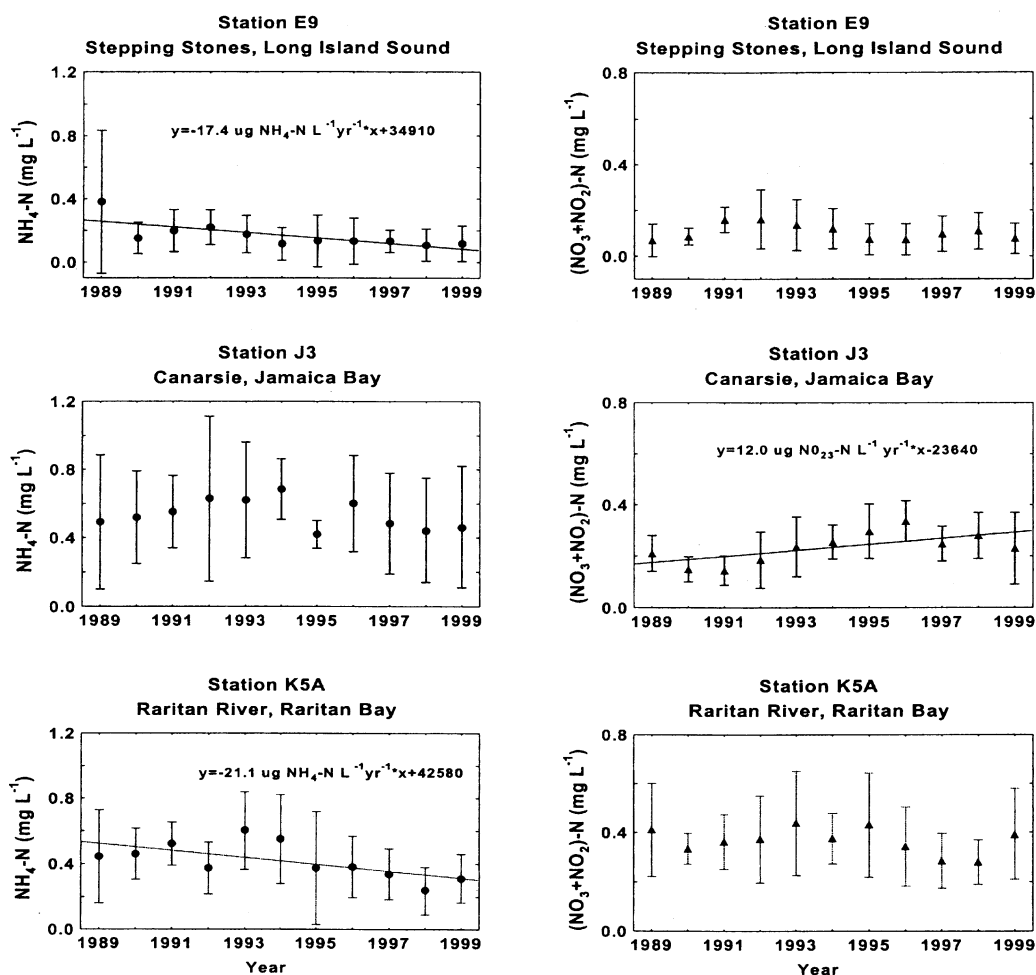 Station E9
Stepping Stones, Long Island Sound
NH4-N (mg L-1)
1.2
0.8
0.4
0.0
y=-17.4 ug NH4-N L-1yr-1*x+34910
1989 1991 1993 1995 1997 1999
Station E9
Stepping Stones, Long Island Sound
(NO3+NO2)-N (mg L-1)
0.8
0.4
0.0
1989 1991 1993 1995 1997 1999
Station J3
Canarsie, Jamaica Bay
NH4-N (mg L-1)
1.2
0.8
0.4
0.0
1989 1991 1993 1995 1997 1999
Station J3
Canarsie, Jamaica Bay
(NO3+NO2)-N (mg L-1)
0.8
0.4
0.0
y=12.0 ug N023-N L-1 yr-1*x-23640
1989 1991 1993 1995 1997 1999
Station K5A
Raritan River, Raritan Bay
NH4-N (mg L-1)
1.2
0.8
0.4
0.0
y=-21.1 ug NH4-N L-1yr-1*x+42580
1989 1991 1993 1995 1997 1999
Year
Station K5A
Raritan River, Raritan Bay
(NO3+NO2)-N (mg L-1)
0.8
0.4
0.0
1989 1991 1993 1995 1997 1999
Year